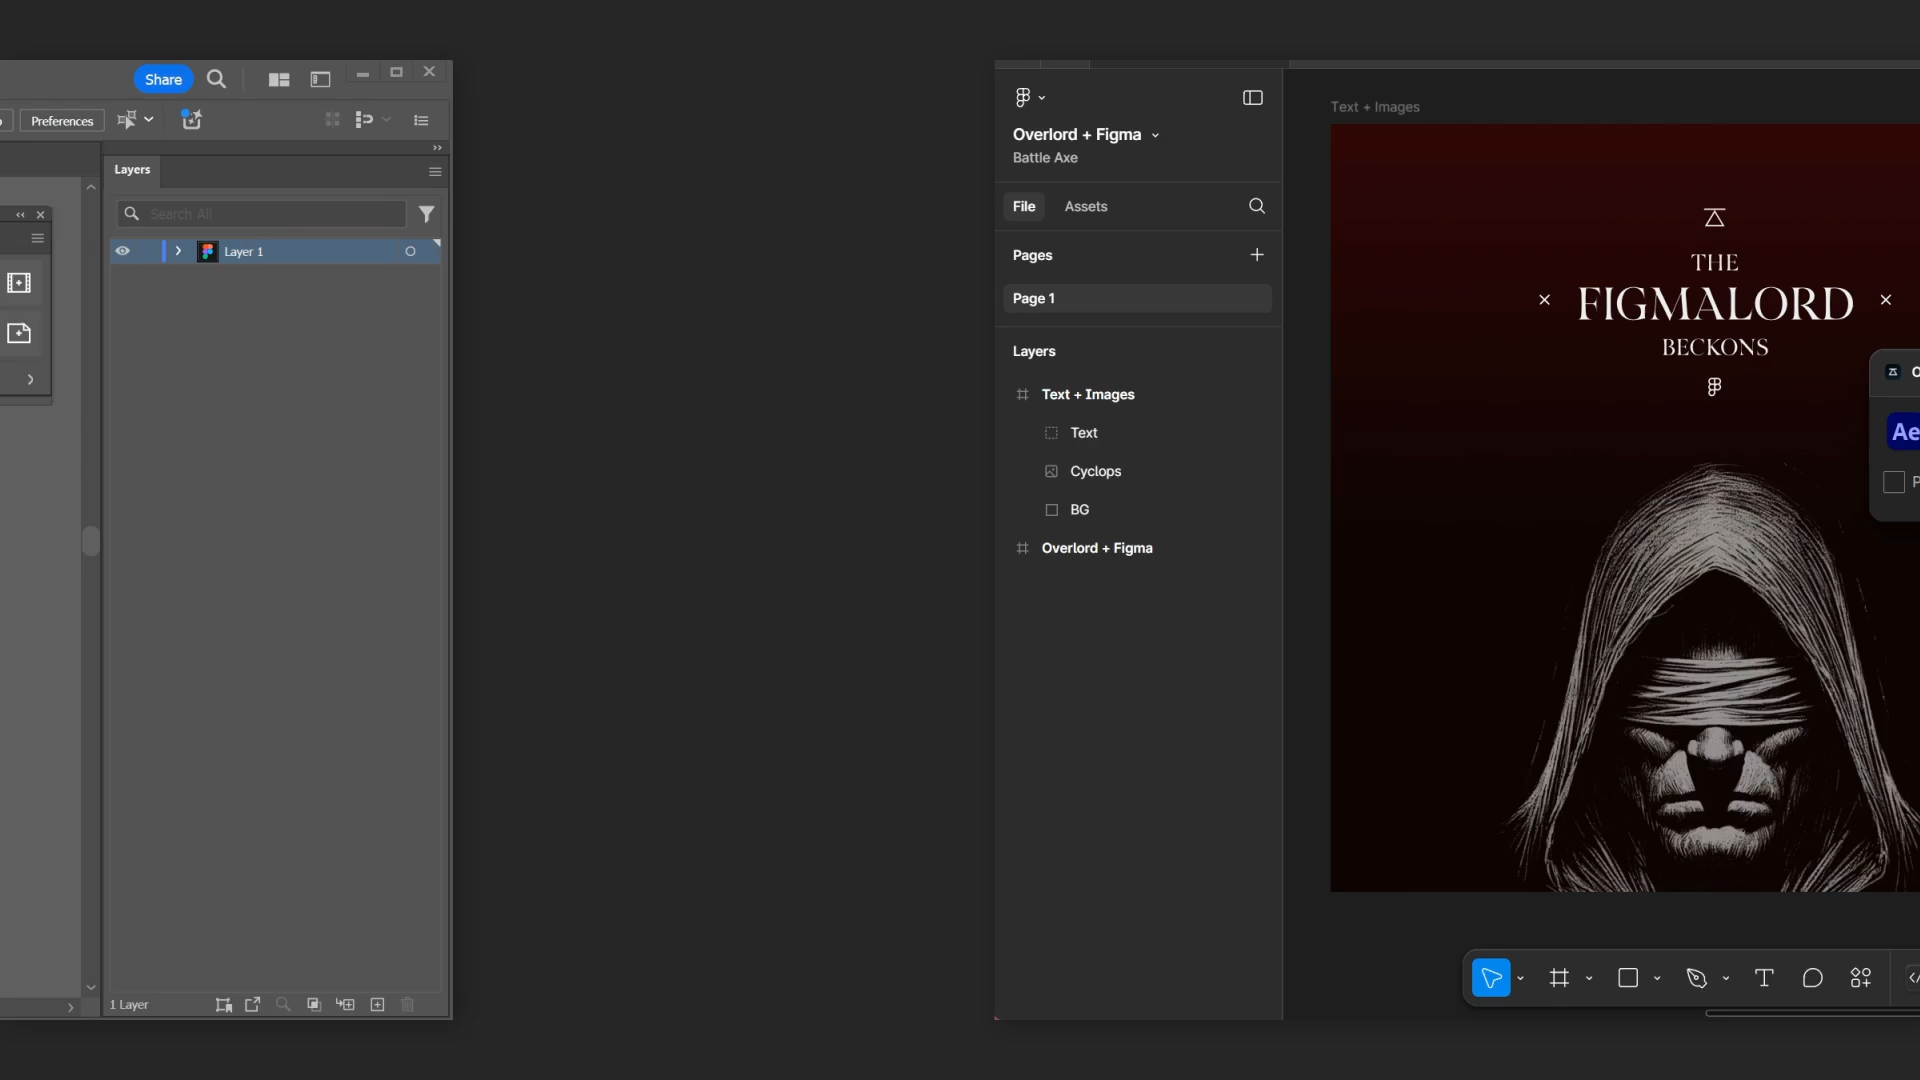 Share
Preferences
Layers
Search All
Layer 1
1 Layer
Overlord + Figma
Battle Axe
File
Assets
Pages
Page 1
Layers
Text + Images
Text
Cyclops
BG
Overlord + Figma
Text + Images
THE
FIGMALORD
BECKONS
Ae